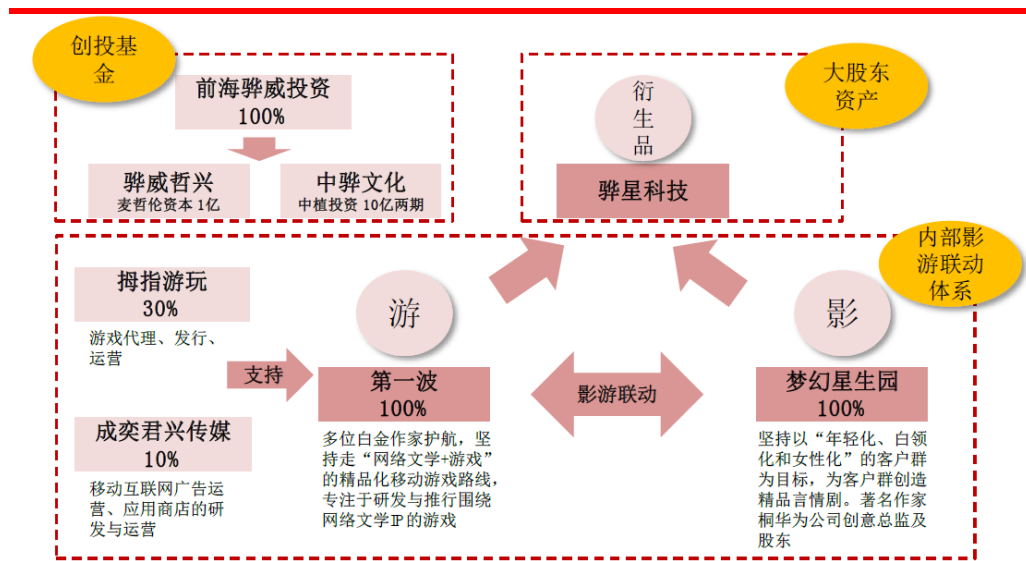 创投基
金
前海骅威投资
100%
骅威哲兴
麦哲伦资本 1亿
中骅文化
中植投资 10亿两期
大股东
资产
衍
生
品
骅星科技
内部影
游联动
体系
拇指游玩
30%
游戏代理、发行、
运营
支持
成奕君兴传媒
10%
移动互联网广告运
营、应用商店的研
发与运营
游
第一波
100%
多位白金作家护航，坚
持走“网络文学+游戏”
的精品化移动游戏路线，
专注于研发与推行围绕
网络文学IP的游戏
影游联动
影
梦幻星生园
100%
坚持以“年轻化、白领
化和女性化”的客户群
为目标，为客户群创造
精品言情剧。著名作家
桐华为公司创意总监及
股东